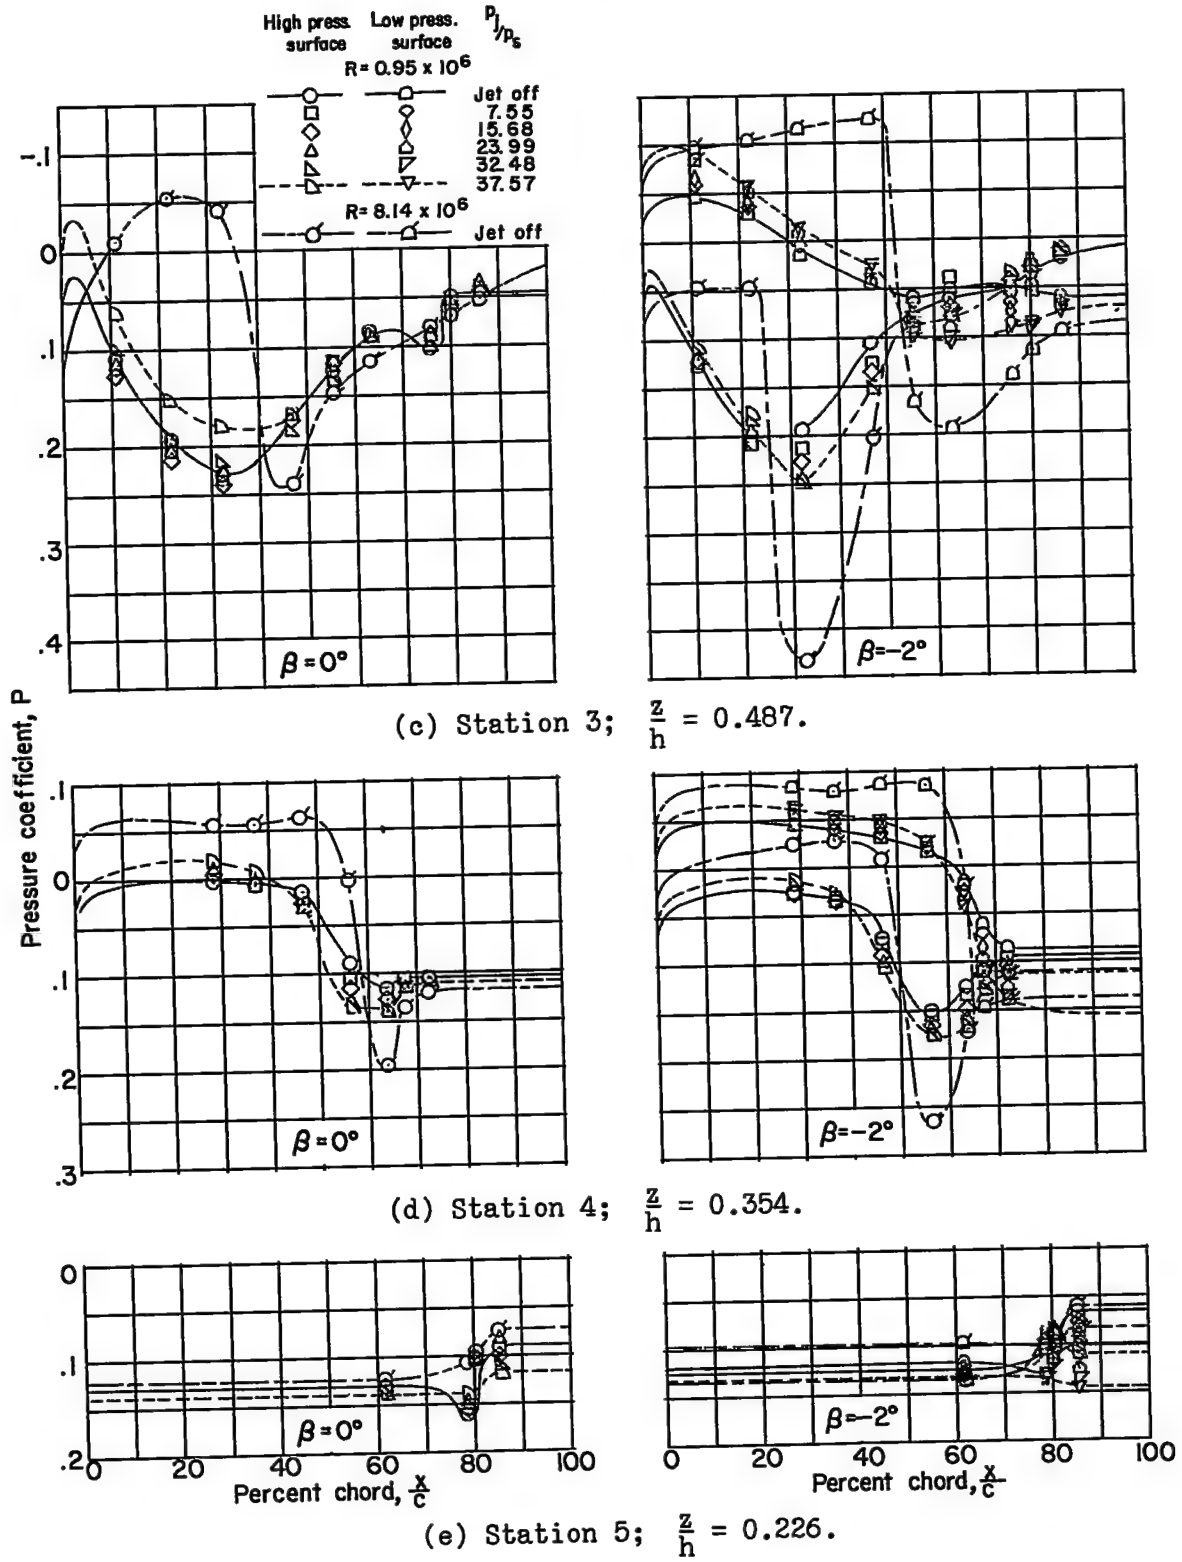 High press. Low press. Pj/ps
surface surface
R= 0.95 x 10⁶
Jet off
7.55
15.68
23.99
32.48
37.57
R= 8.14 x 10⁶
Jet off
-.1
0
.1
.2
.3
.4
β=0°
β=-2°
(c) Station 3; z/h = 0.487.
Pressure coefficient, P
.1
0
.1
.2
.3
β=0°
β=-2°
(d) Station 4; z/h = 0.354.
0
.1
.2
β=0°
β=-2°
0 20 40 60 80 100
0 20 40 60 80 100
Percent chord, x/c
Percent chord, x/c
(e) Station 5; z/h = 0.226.